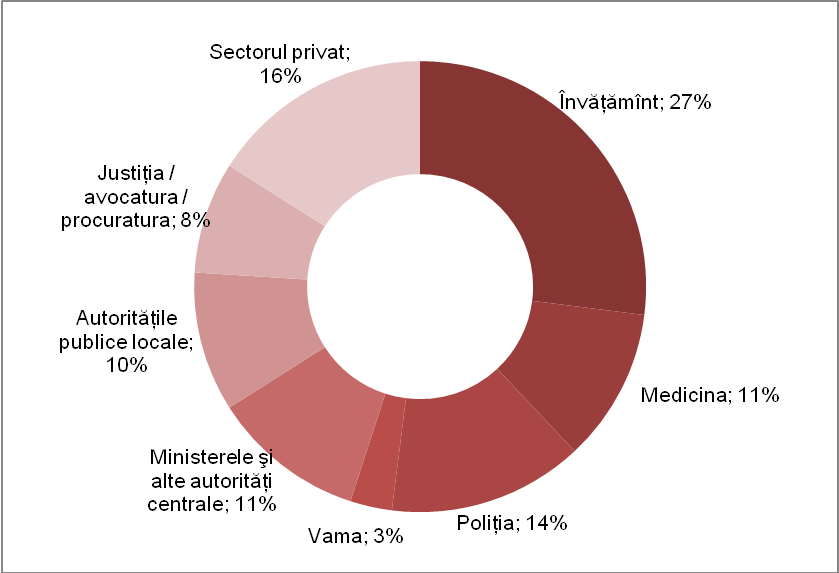 Sectorul privat;
16%
Învățămînt; 27%
Justiția /
avocatura /
procuratura; 8%
Autoritățile
publice locale;
10%
Medicina; 11%
Ministerele şi
alte autorități
centrale; 11%
Poliția; 14%
Vama; 3%